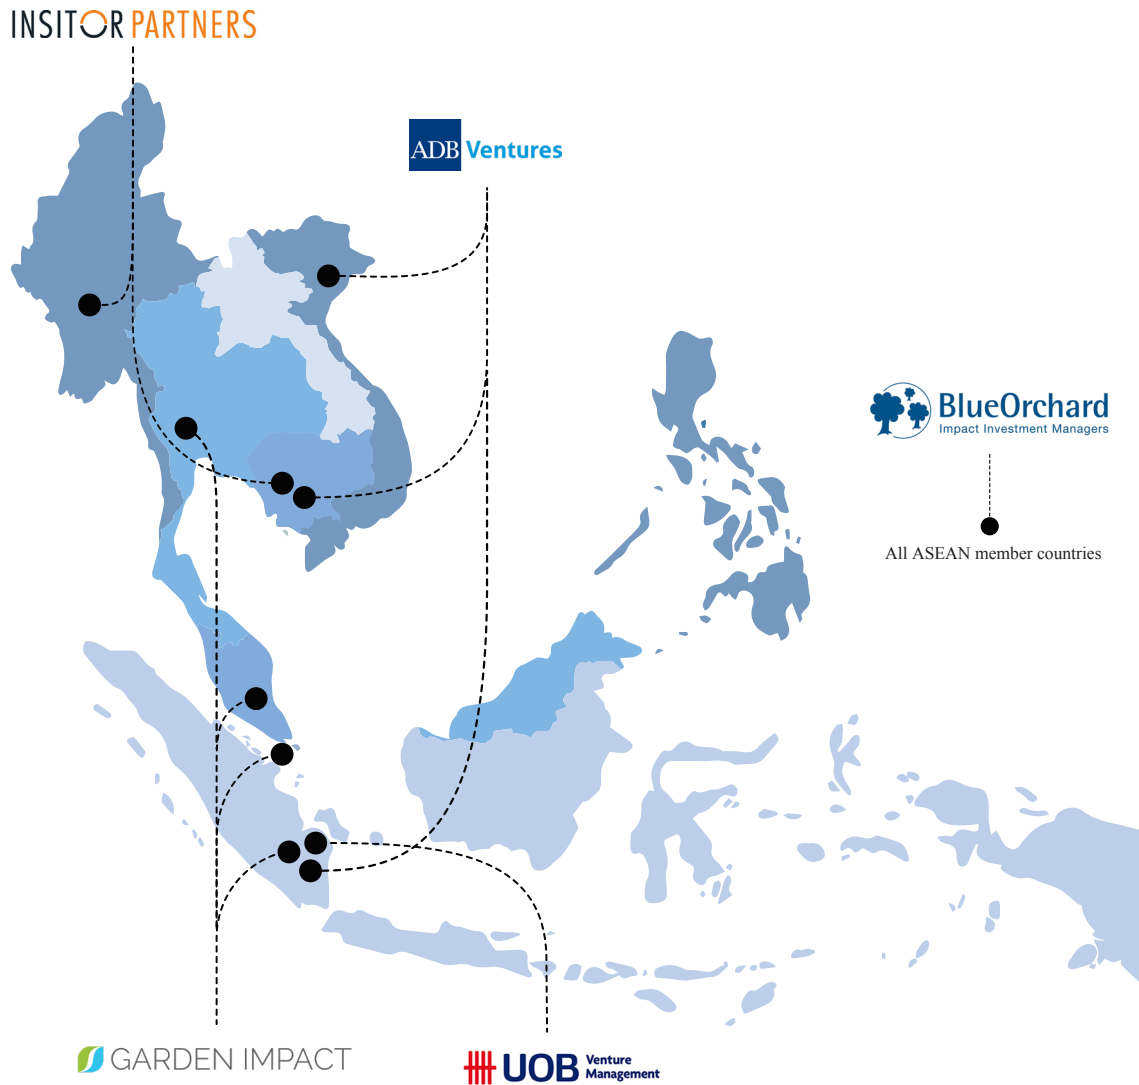 INSITOR PARTNERS
ADB Ventures
BlueOrchard
Impact Investment Managers
All ASEAN member countries
GARDEN IMPACT
UOB Venture
Management